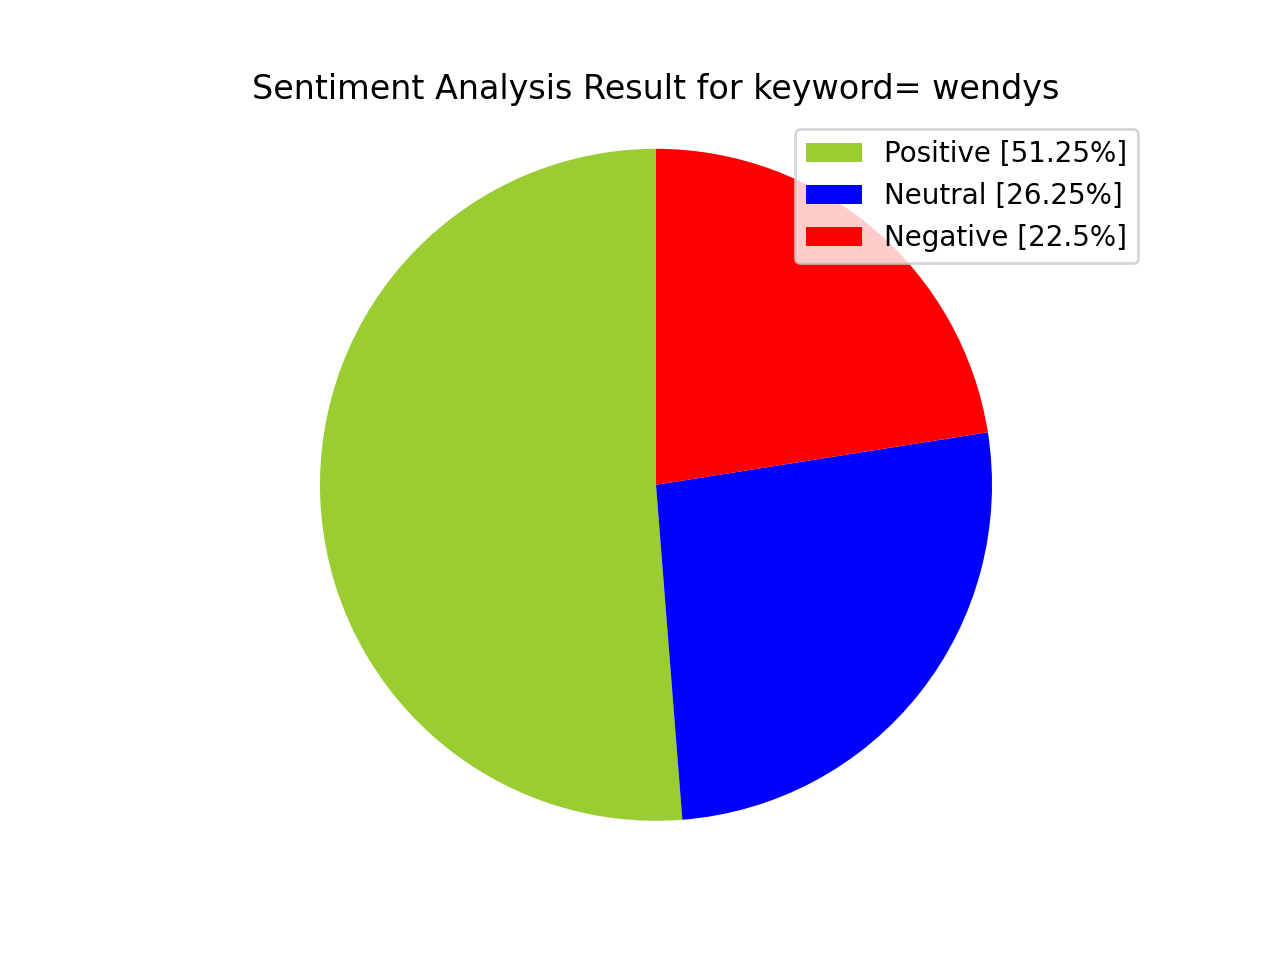 Sentiment Analysis Result for keyword= wendys
Positive [51.25%]
Neutral [26.25%]
Negative [22.5%]